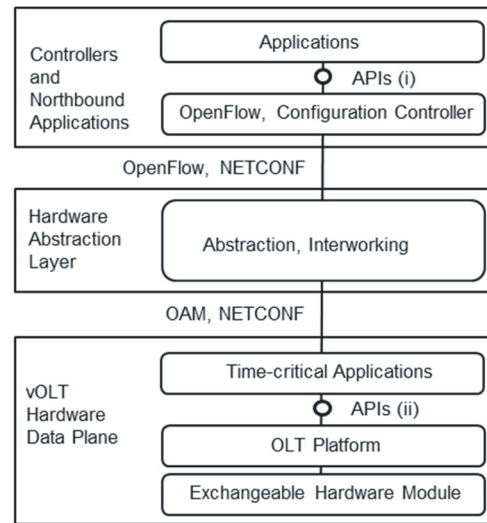 Controllers
and
Northbound
Applications
Applications
APIs (i)
OpenFlow, Configuration Controller
OpenFlow, NETCONF
Hardware
Abstraction
Layer
Abstraction, Interworking
OAM, NETCONF
vOLT
Hardware
Data Plane
Time-critical Applications
APIs (ii)
OLT Platform
Exchangeable Hardware Module